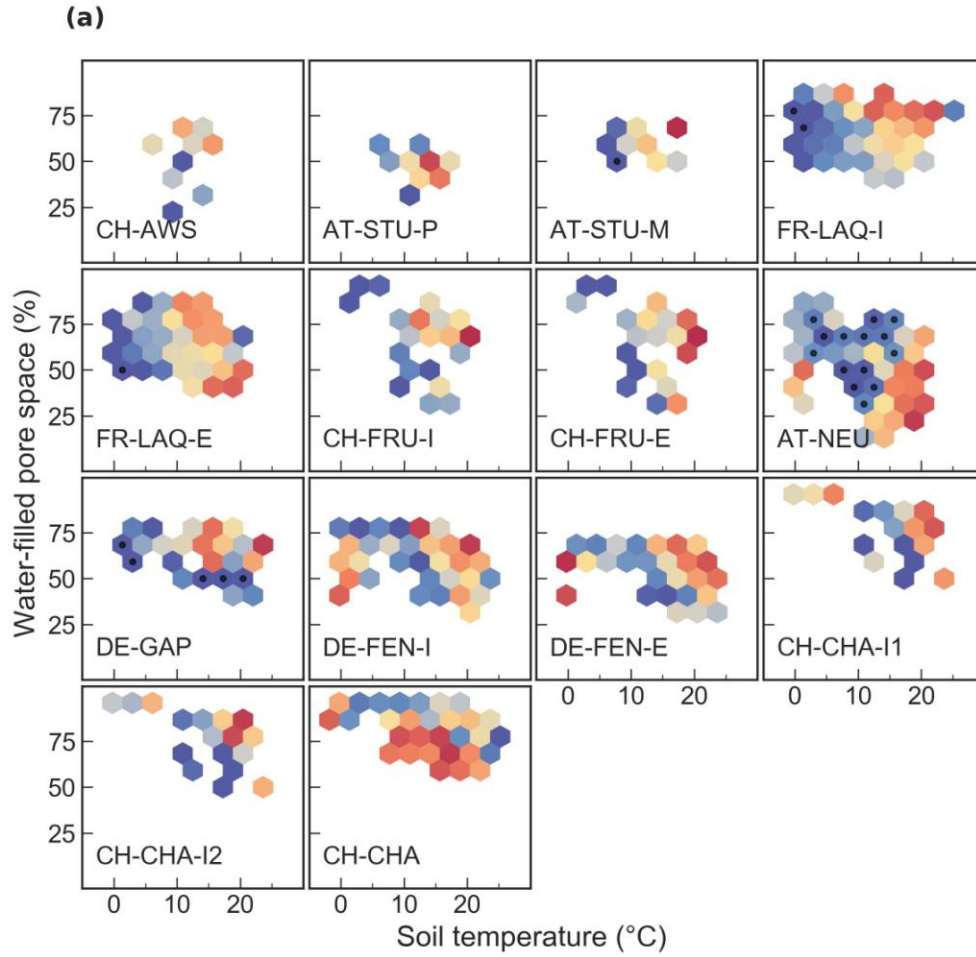 (a)
75
50
25
CH-AWS
AT-STU-P
AT-STU-M
FR-LAQ-I
75
50
25
FR-LAQ-E
CH-FRU-I
CH-FRU-E
AT-NEU
75
50
25
DE-GAP
DE-FEN-I
DE-FEN-E
CH-CHA-I1
75
50
25
CH-CHA-I2
CH-CHA
0 10 20
0 10 20
0 10 20
0 10 20
Water-filled pore space (%)
Soil temperature (°C)